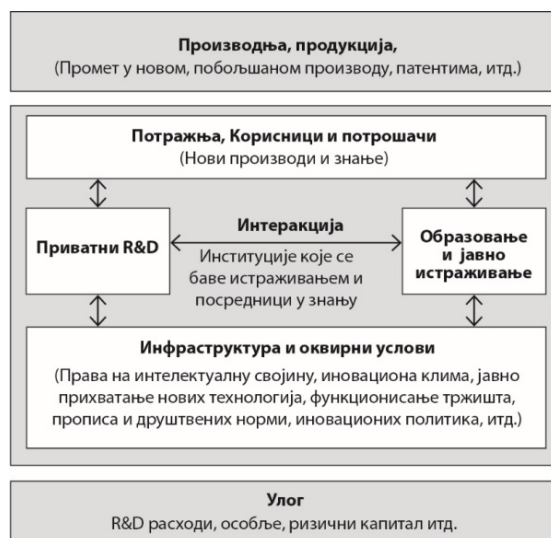 Производња, продукција,
(Промет у новом, побољшаном производу, патентима, итд.)
Потражња, Корисници и потрошачи
(Нови производи и знање)
Приватни R&D
Интеракција
Институције које се
баве истраживањем и
посредници у знању
Образовање
и јавно
истраживање
Инфраструктура и оквирни услови
(Права на интелектуалну својину, иновациона клима, јавно
прихватање нових технологија, функционисање тржишта,
прописа и друштвених норми, иновационих политика, итд.)
Улог
R&D расходи, особље, ризични капитал итд.